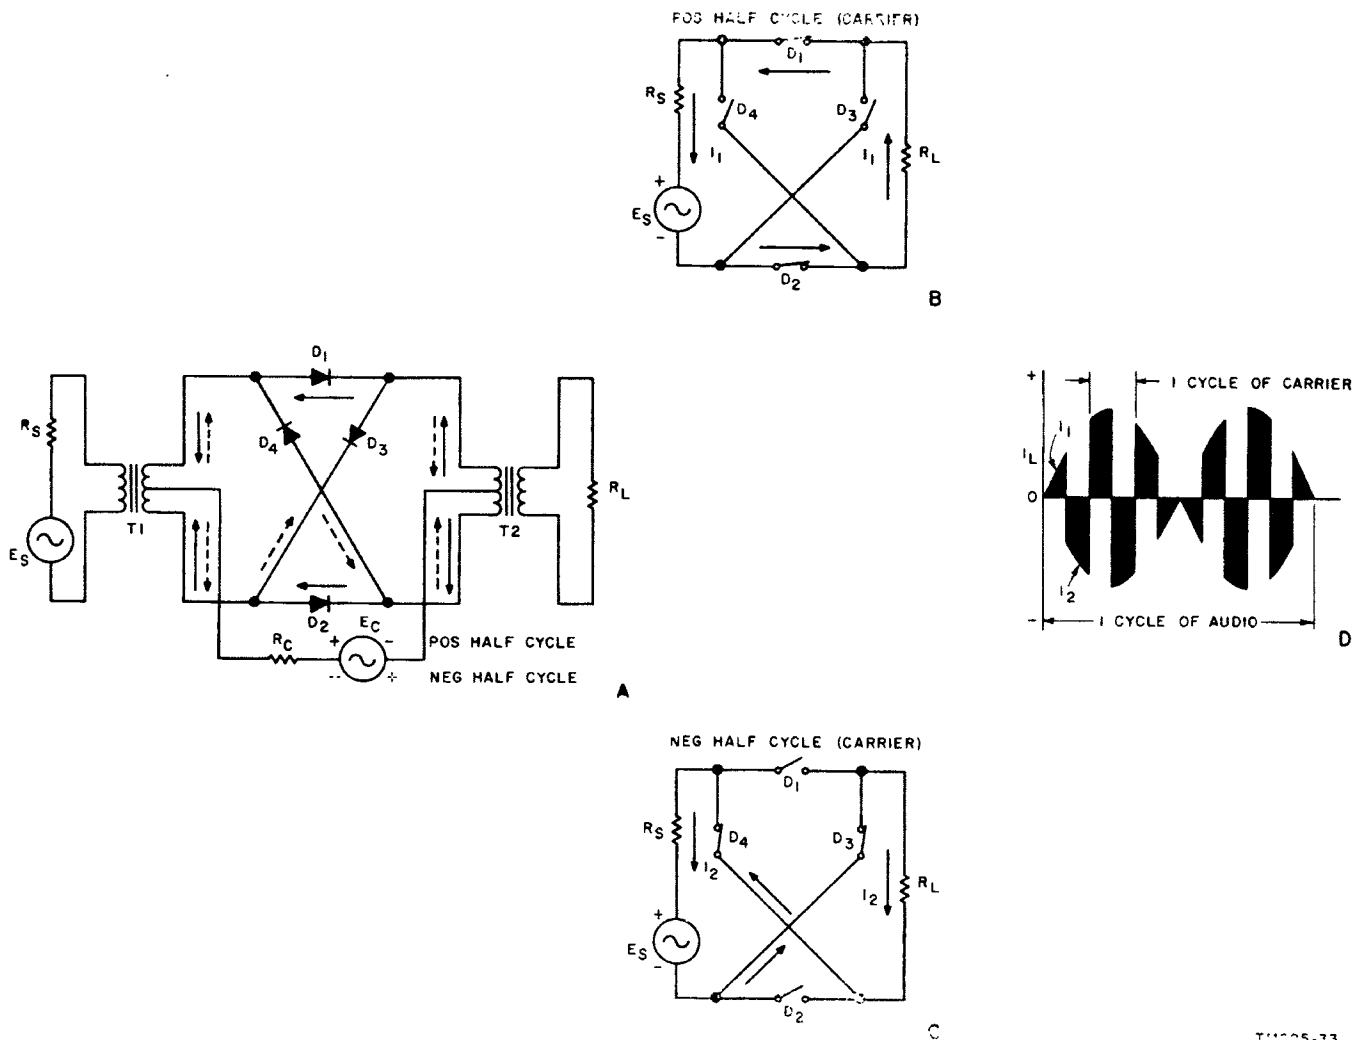 POS HALF CYCLE (CARRIER)
D1
RS
D4
D3
I1
I1
RL
+
ES
-
D2
B
D1
RS
D4
D3
RL
T1
T2
ES
D2
EC
RC
+
-
POS HALF CYCLE
--
+
NEG HALF CYCLE
A
+
1 CYCLE OF CARRIER
I1
IL
0
I2
-
1 CYCLE OF AUDIO
D
NEG HALF CYCLE (CARRIER)
D1
RS
D4
D3
I2
I2
RL
+
ES
-
D2
C